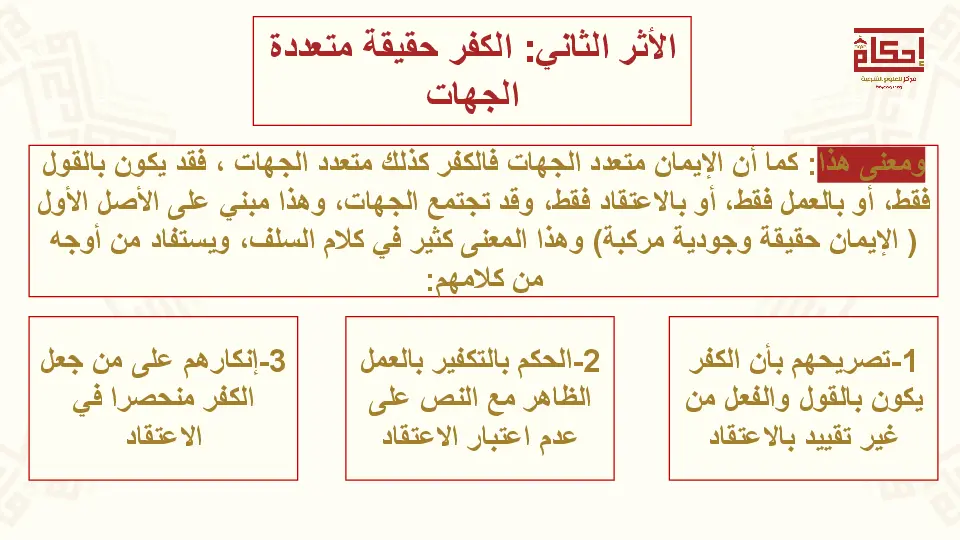 الأثر الثاني: الكفر حقيقة متعددة
الجهات
إحكام
مركز للعلوم الشرعية
ومعنى هذا: كما أن الإيمان متعدد الجهات فالكفر كذلك متعدد الجهات ، فقد يكون بالقول
فقط، أو بالعمل فقط، أو بالاعتقاد فقط، وقد تجتمع الجهات، وهذا مبني على الأصل الأول
( الإيمان حقيقة وجودية مركبة) وهذا المعنى كثير في كلام السلف، ويستفاد من أوجه
من كلامهم:
1-تصريحهم بأن الكفر
يكون بالقول والفعل من
غير تقييد بالاعتقاد
2-الحكم بالتكفير بالعمل
الظاهر مع النص على
عدم اعتبار الاعتقاد
3-إنكارهم على من جعل
الكفر منحصرا في
الاعتقاد